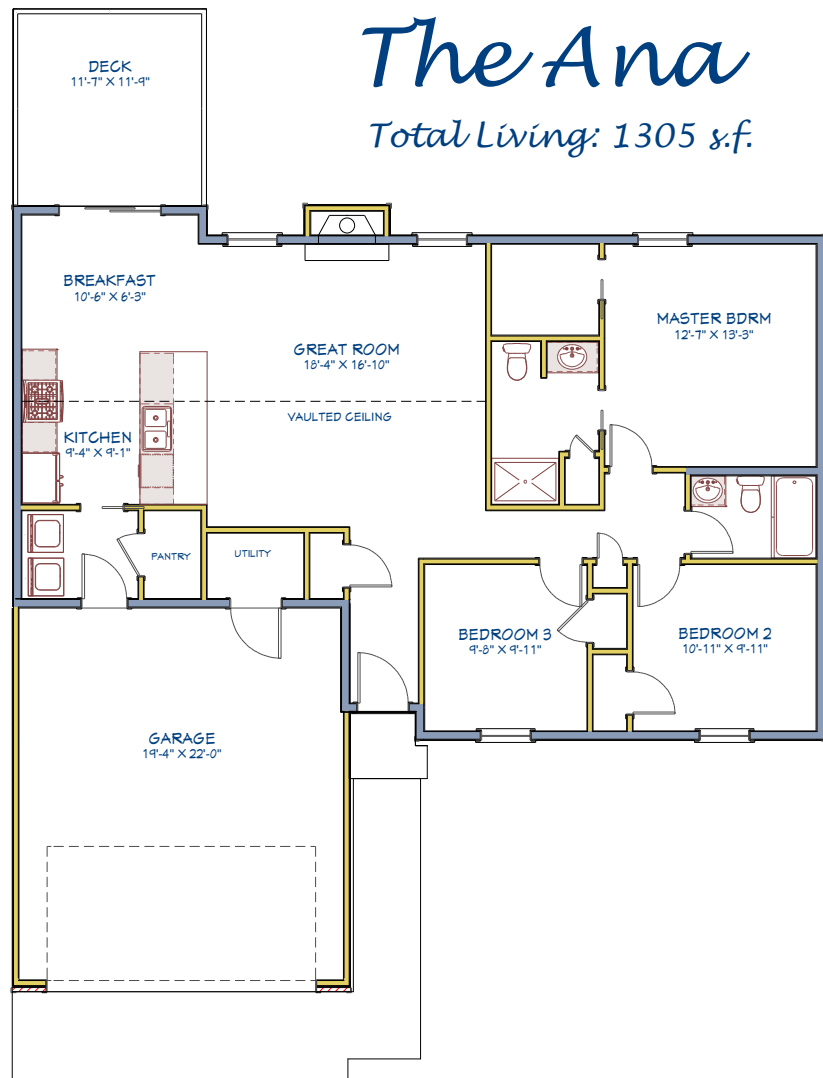 The Ana
Total Living: 1305 s.f.
DECK
11'-7" X 11'-9"
BREAKFAST
10'-6" X 6'-3"
GREAT ROOM
18'-4" X 16'-10"
MASTER BDRM
12'-7" X 13'-3"
VAULTED CEILING
KITCHEN
9'-4" X 9'-1"
PANTRY
UTILITY
BEDROOM 3
9'-8" X 9'-11"
BEDROOM 2
10'-11" X 9'-11"
GARAGE
19'-4" X 22'-0"